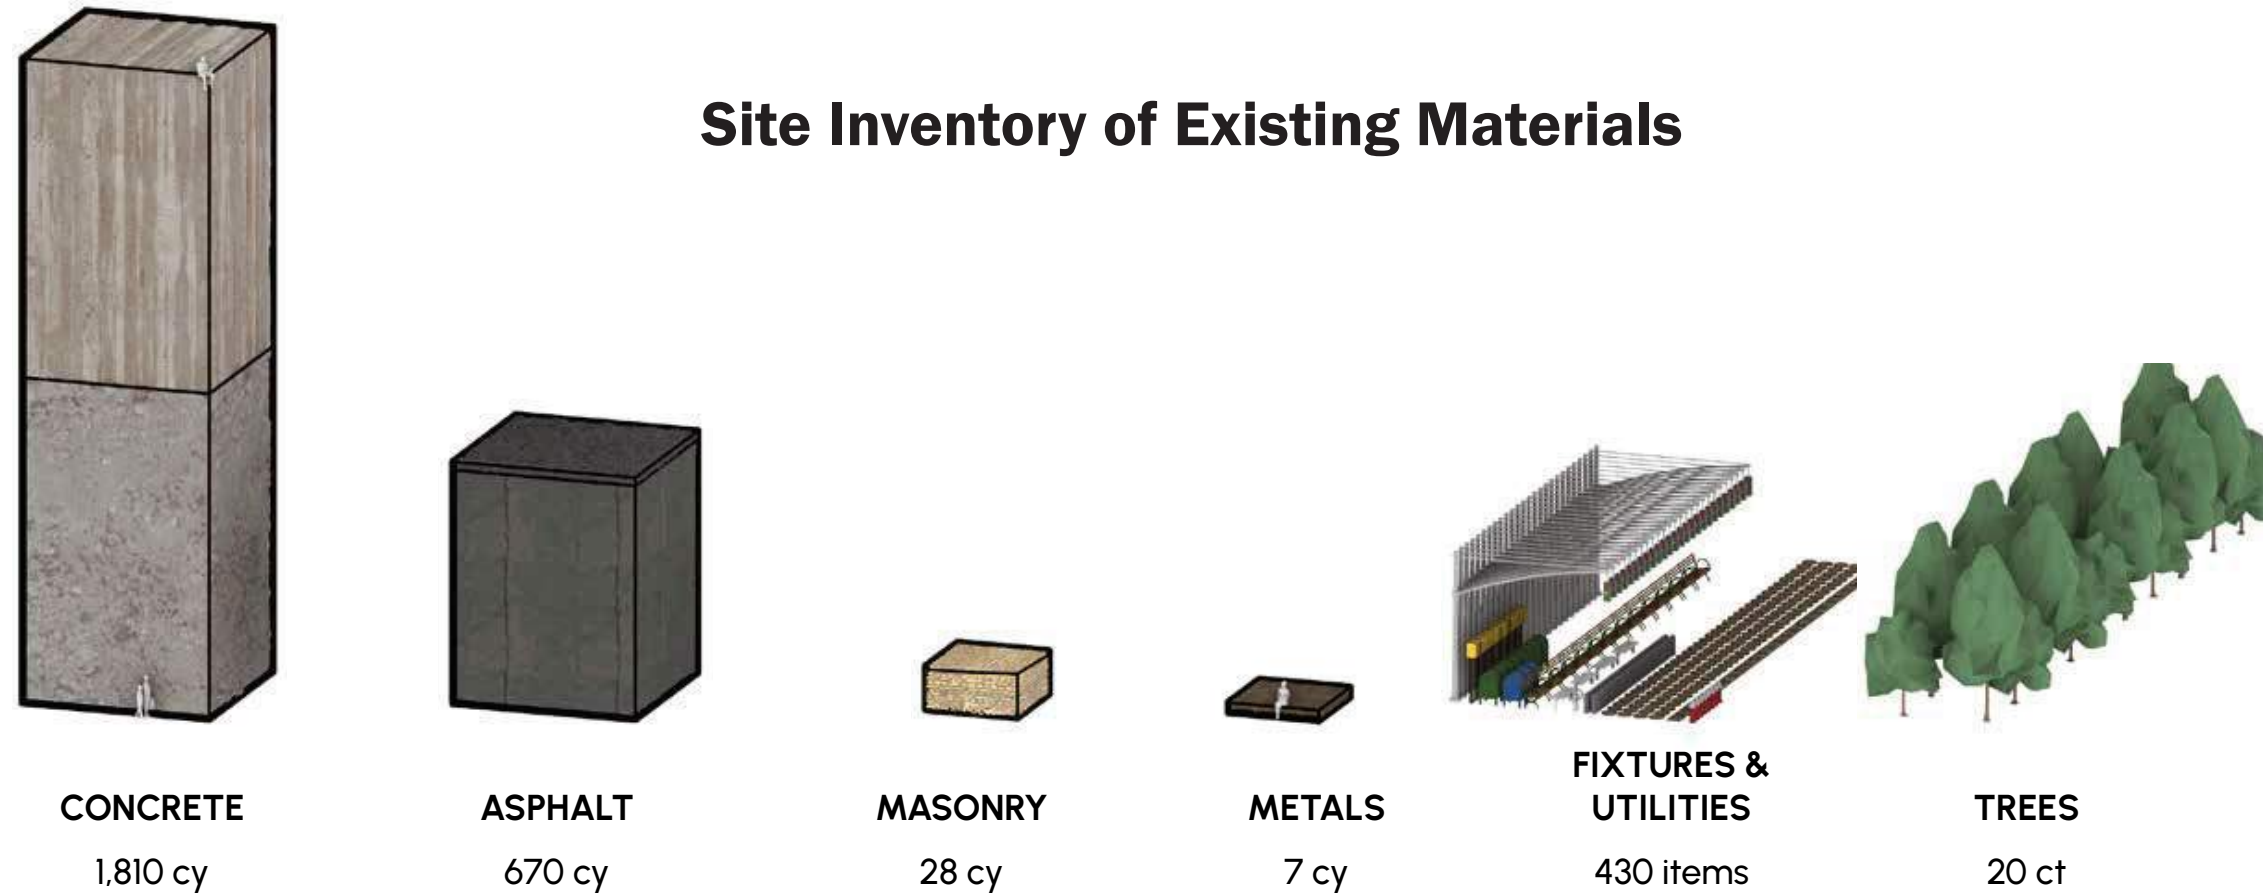 Site Inventory of Existing Materials
CONCRETE
1,810 cy
ASPHALT
670 cy
MASONRY
28 cy
METALS
7 cy
FIXTURES &
UTILITIES
430 items
TREES
20 ct